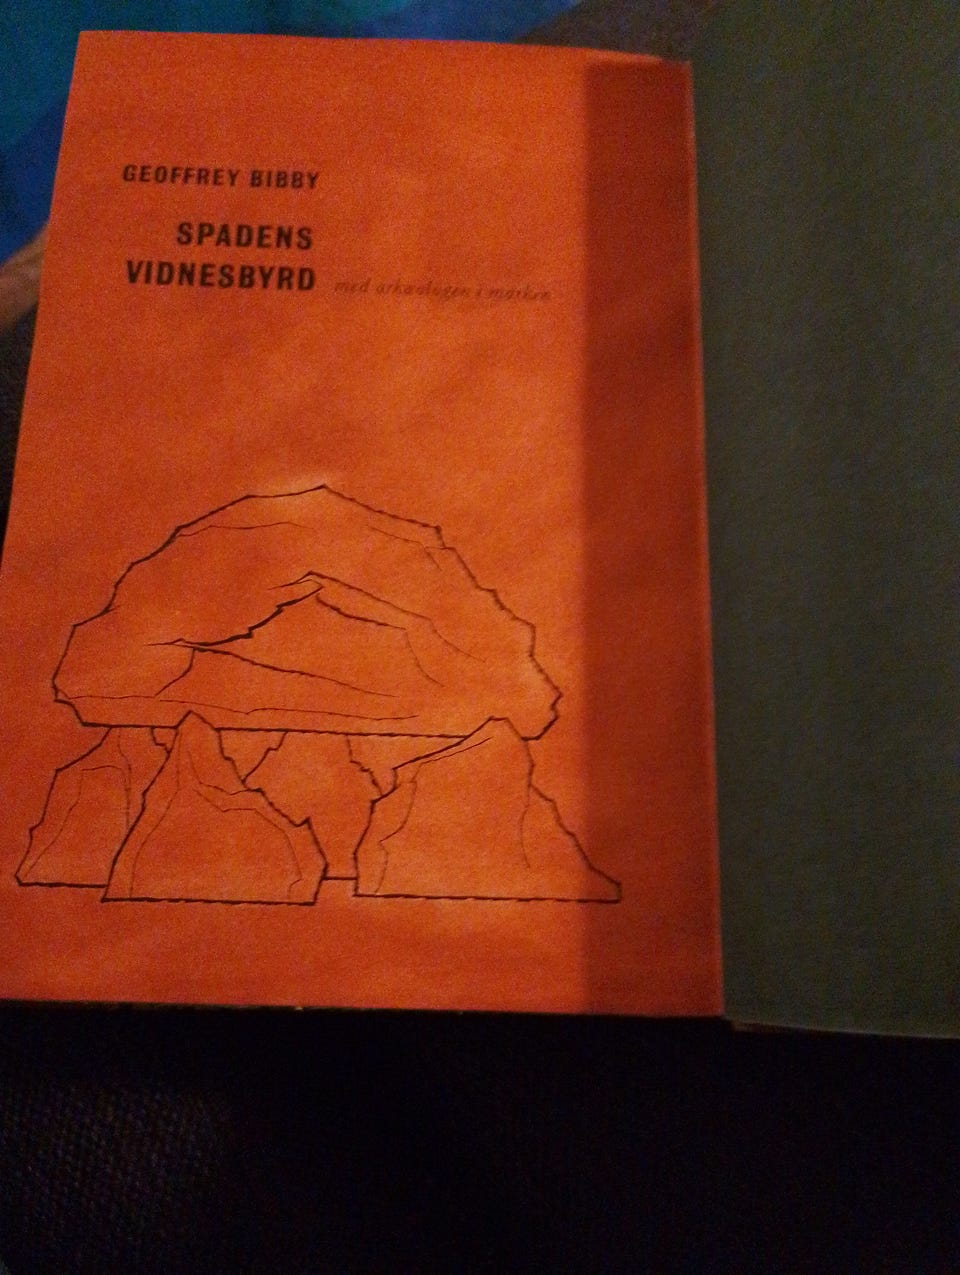 GEOFFREY BIBBY
SPADENS
VIDNESBYRD med arkæologen i marken